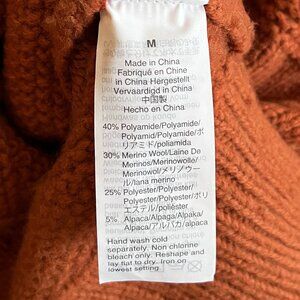 M
Made in China
Fabriqué en Chine
in China Hergestellt
Vervaardigd in China
中国製
Hecho en China
40% Polyamide/Polyamide/
Polyamid/Polyamide/ポ
リアミド/poliamida
30% Merino Wool/Laine De
Merinos/Merinowolle/
Merinowol/メリノウー
ル/lana merino
25% Polyester/Polyester/
Polyester/Polyester/ポリ
エステル/poliéster
5% Alpaca/Alpaga/Alpaka/
Alpaca/アルパカ/alpaca
Hand wash cold
separately. Non chlorine
bleach only. Reshape and
lay flat to dry. Iron on
lowest setting.